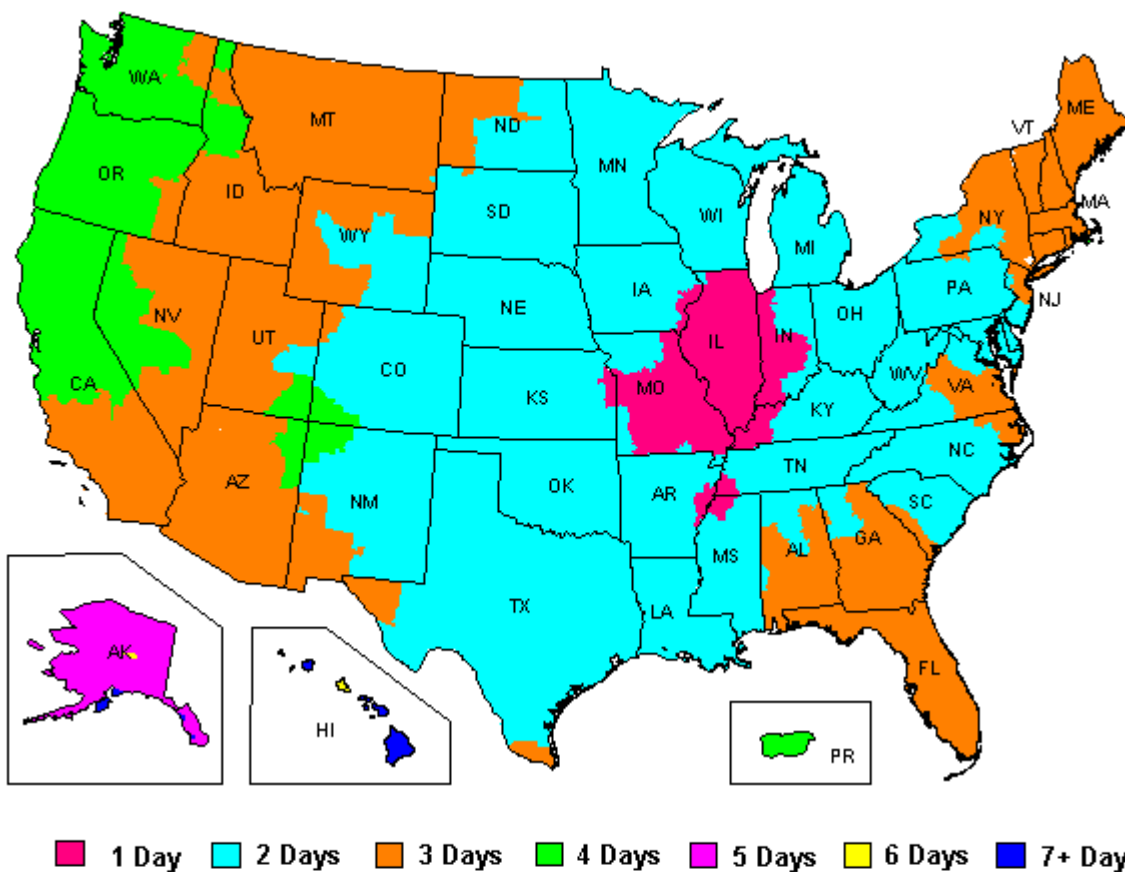 WA
MT
ND
MN
VT
ME
OR
ID
SD
WI
MI
NY
MA
WY
IA
PA
NJ
NV
UT
NE
IL
IN
OH
CA
CO
KS
MO
WV
VA
KY
AZ
NM
OK
AR
TN
NC
SC
MS
AL
GA
TX
LA
FL
AK
HI
PR
1 Day
2 Days
3 Days
4 Days
5 Days
6 Days
7+ Day